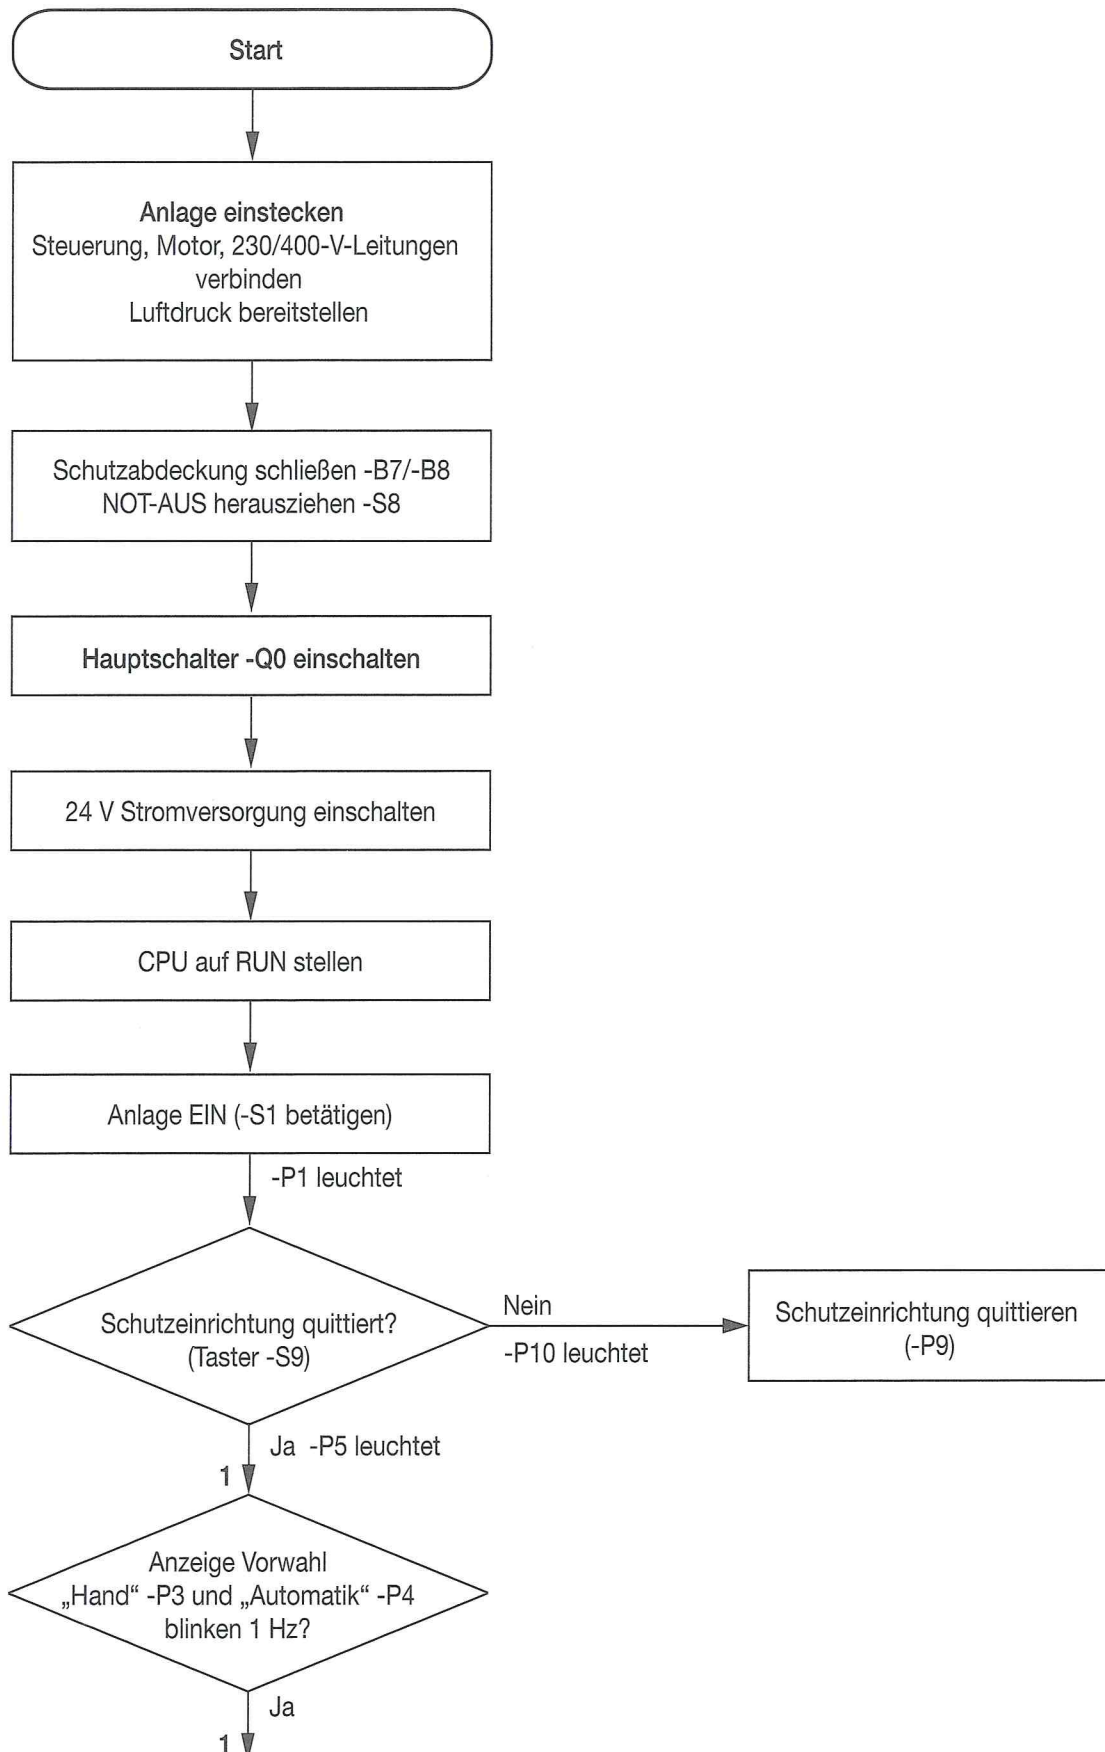 Start
Anlage einstecken
Steuerung, Motor, 230/400-V-Leitungen
verbinden
Luftdruck bereitstellen
Schutzabdeckung schließen -B7/-B8
NOT-AUS herausziehen -S8
Hauptschalter -Q0 einschalten
24 V Stromversorgung einschalten
CPU auf RUN stellen
Anlage EIN (-S1 betätigen)
-P1 leuchtet
Schutzeinrichtung quittiert?
(Taster -S9)
Nein
-P10 leuchtet
Schutzeinrichtung quittieren
(-P9)
Ja -P5 leuchtet
1
Anzeige Vorwahl
„Hand“ -P3 und „Automatik“ -P4
blinken 1 Hz?
Ja
1